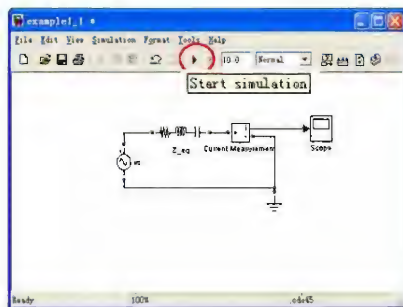 example1_1 *
File Edit View Simulation Format Tools Help
10.0 Normal
Start simulation
Z_eq Current Measurement Scope
Ready 100% ode45